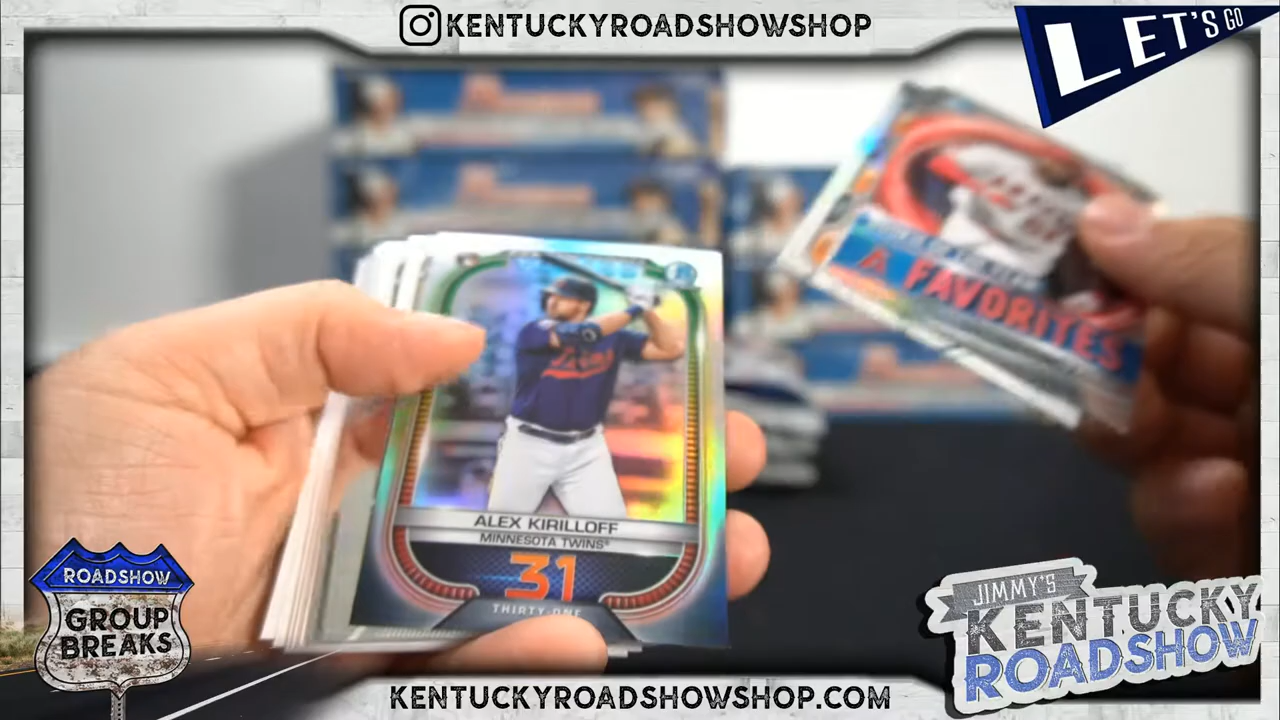 KENTUCKYROADSHOWSHOP
LET'S GO
A FAVORITES
Twins
ALEX KIRILLOFF
MINNESOTA TWINS
31
THIRTY-ONE
ROADSHOW
GROUP
BREAKS
JIMMY'S
KENTUCKY
ROADSHOW
KENTUCKYROADSHOWSHOP.COM